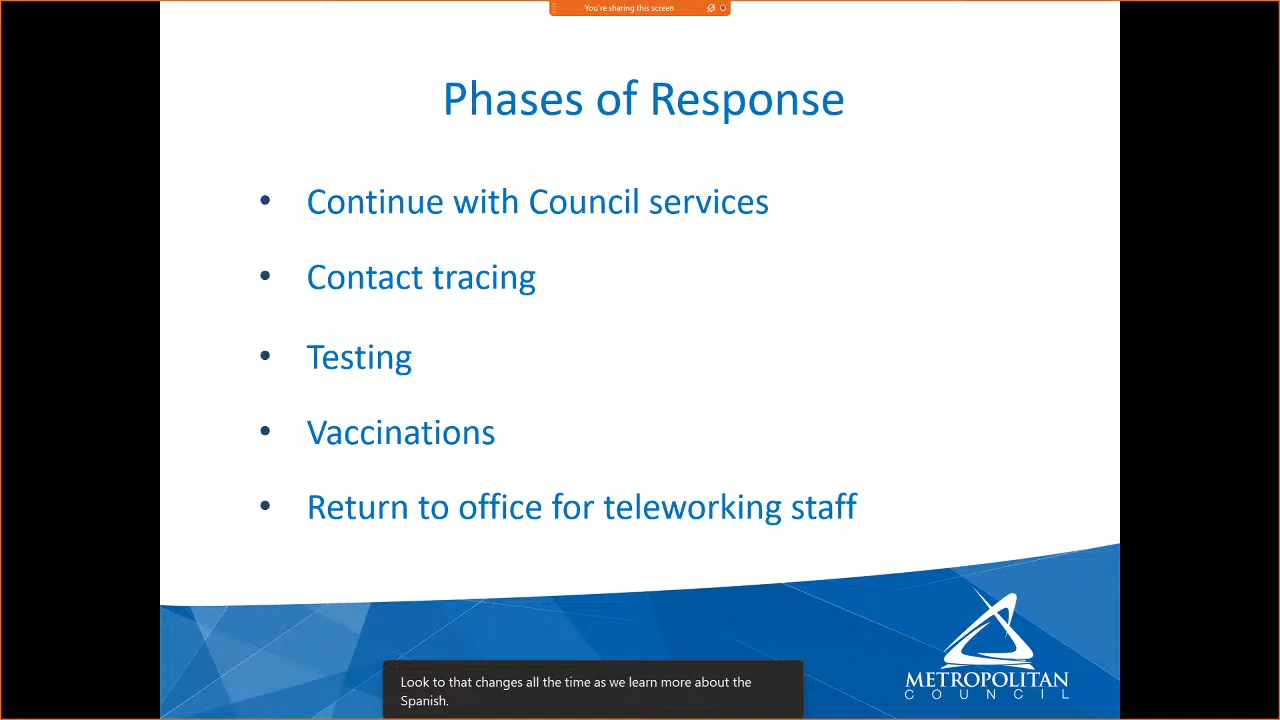 You're sharing this screen
Phases of Response
• Continue with Council services
• Contact tracing
• Testing
• Vaccinations
• Return to office for teleworking staff
METROPOLITAN
COUNCIL
Look to that changes all the time as we learn more about the
Spanish.